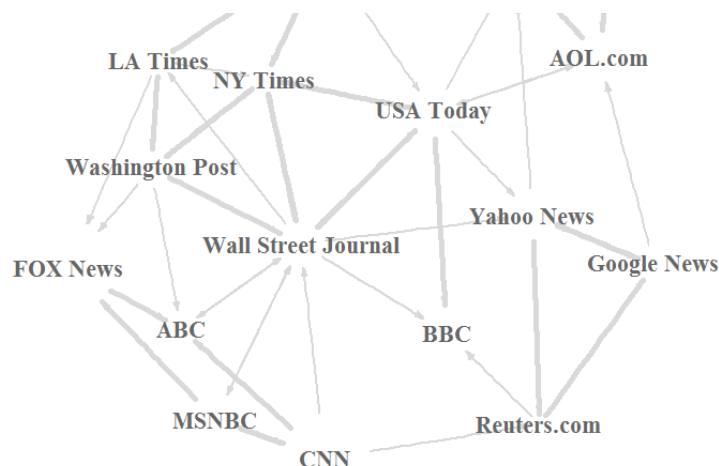 LA Times
NY Times
AOL.com
USA Today
Washington Post
Yahoo News
Wall Street Journal
Google News
FOX News
ABC
BBC
MSNBC
Reuters.com
CNN